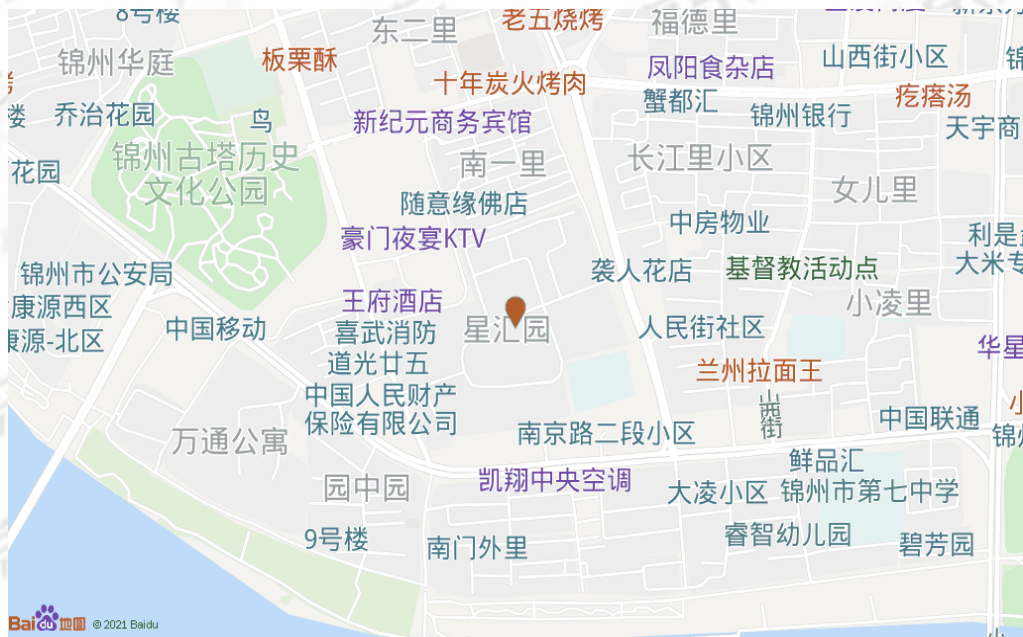 8号楼
东二里
老五烧烤
福德里
锦州华庭
板栗酥
凤阳食杂店
山西街小区
十年炭火烤肉
蟹都汇
疙瘩汤
乔治花园
鸟
新纪元商务宾馆
锦州银行
天宇商
楼
锦州古塔历史
文化公园
南一里
长江里小区
花园
女儿里
随意缘佛店
中房物业
豪门夜宴KTV
利是
大米专
锦州市公安局
袭人花店
基督教活动点
康源西区
王府酒店
小凌里
中国移动
喜武消防
星汇园
人民街社区
康源-北区
华星
道光廿五
兰州拉面王
中国人民财产
保险有限公司
山西街
中国联通
万通公寓
南京路二段小区
锦州
鲜品汇
园中园
凯翔中央空调
大凌小区
锦州市第七中学
9号楼
南门外里
睿智幼儿园
碧芳园
Bai du 地图 © 2021 Baidu